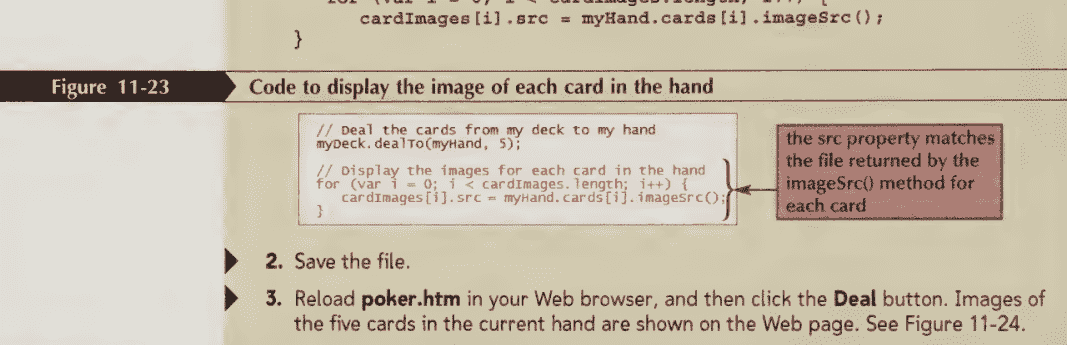 for (var i = 0; i < cardImages.length; i++) {
cardImages[i].src = myHand.cards[i].imageSrc();
}
Figure 11-23
Code to display the image of each card in the hand
// Deal the cards from my deck to my hand
myDeck.dealTo(myHand, 5);
// Display the images for each card in the hand
for (var i = 0; i < cardImages.length; i++) {
cardImages[i].src = myHand.cards[i].imageSrc();
}
the src property matches
the file returned by the
imageSrc() method for
each card
2. Save the file.
3. Reload poker.htm in your Web browser, and then click the Deal button. Images of
the five cards in the current hand are shown on the Web page. See Figure 11-24.